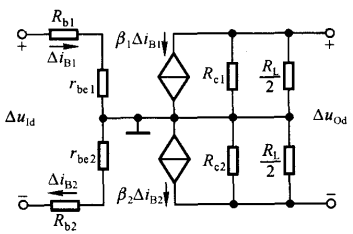 R_b1
+
Δi_B1
r_be1
β₁Δi_B1
R_c1
R_L/2
+
Δu_Id
Δu_Od
r_be2
Δi_B2
R_b2
−
β₂Δi_B2
R_c2
R_L/2
−